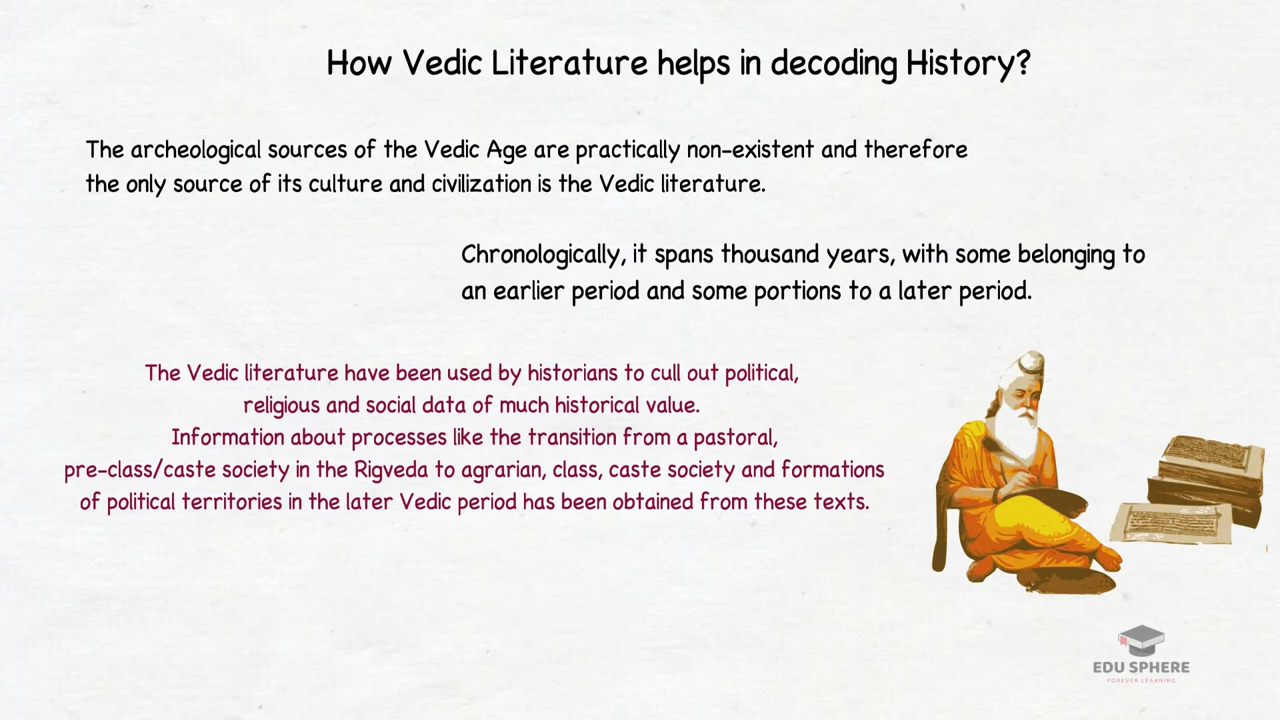 How Vedic Literature helps in decoding History?
The archeological sources of the Vedic Age are practically non-existent and therefore
the only source of its culture and civilization is the Vedic literature.
Chronologically, it spans thousand years, with some belonging to
an earlier period and some portions to a later period.
The Vedic literature have been used by historians to cull out political,
religious and social data of much historical value.
Information about processes like the transition from a pastoral,
pre-class/caste society in the Rigveda to agrarian, class, caste society and formations
of political territories in the later Vedic period has been obtained from these texts.
EDU SPHERE
FOREVER LEARNING